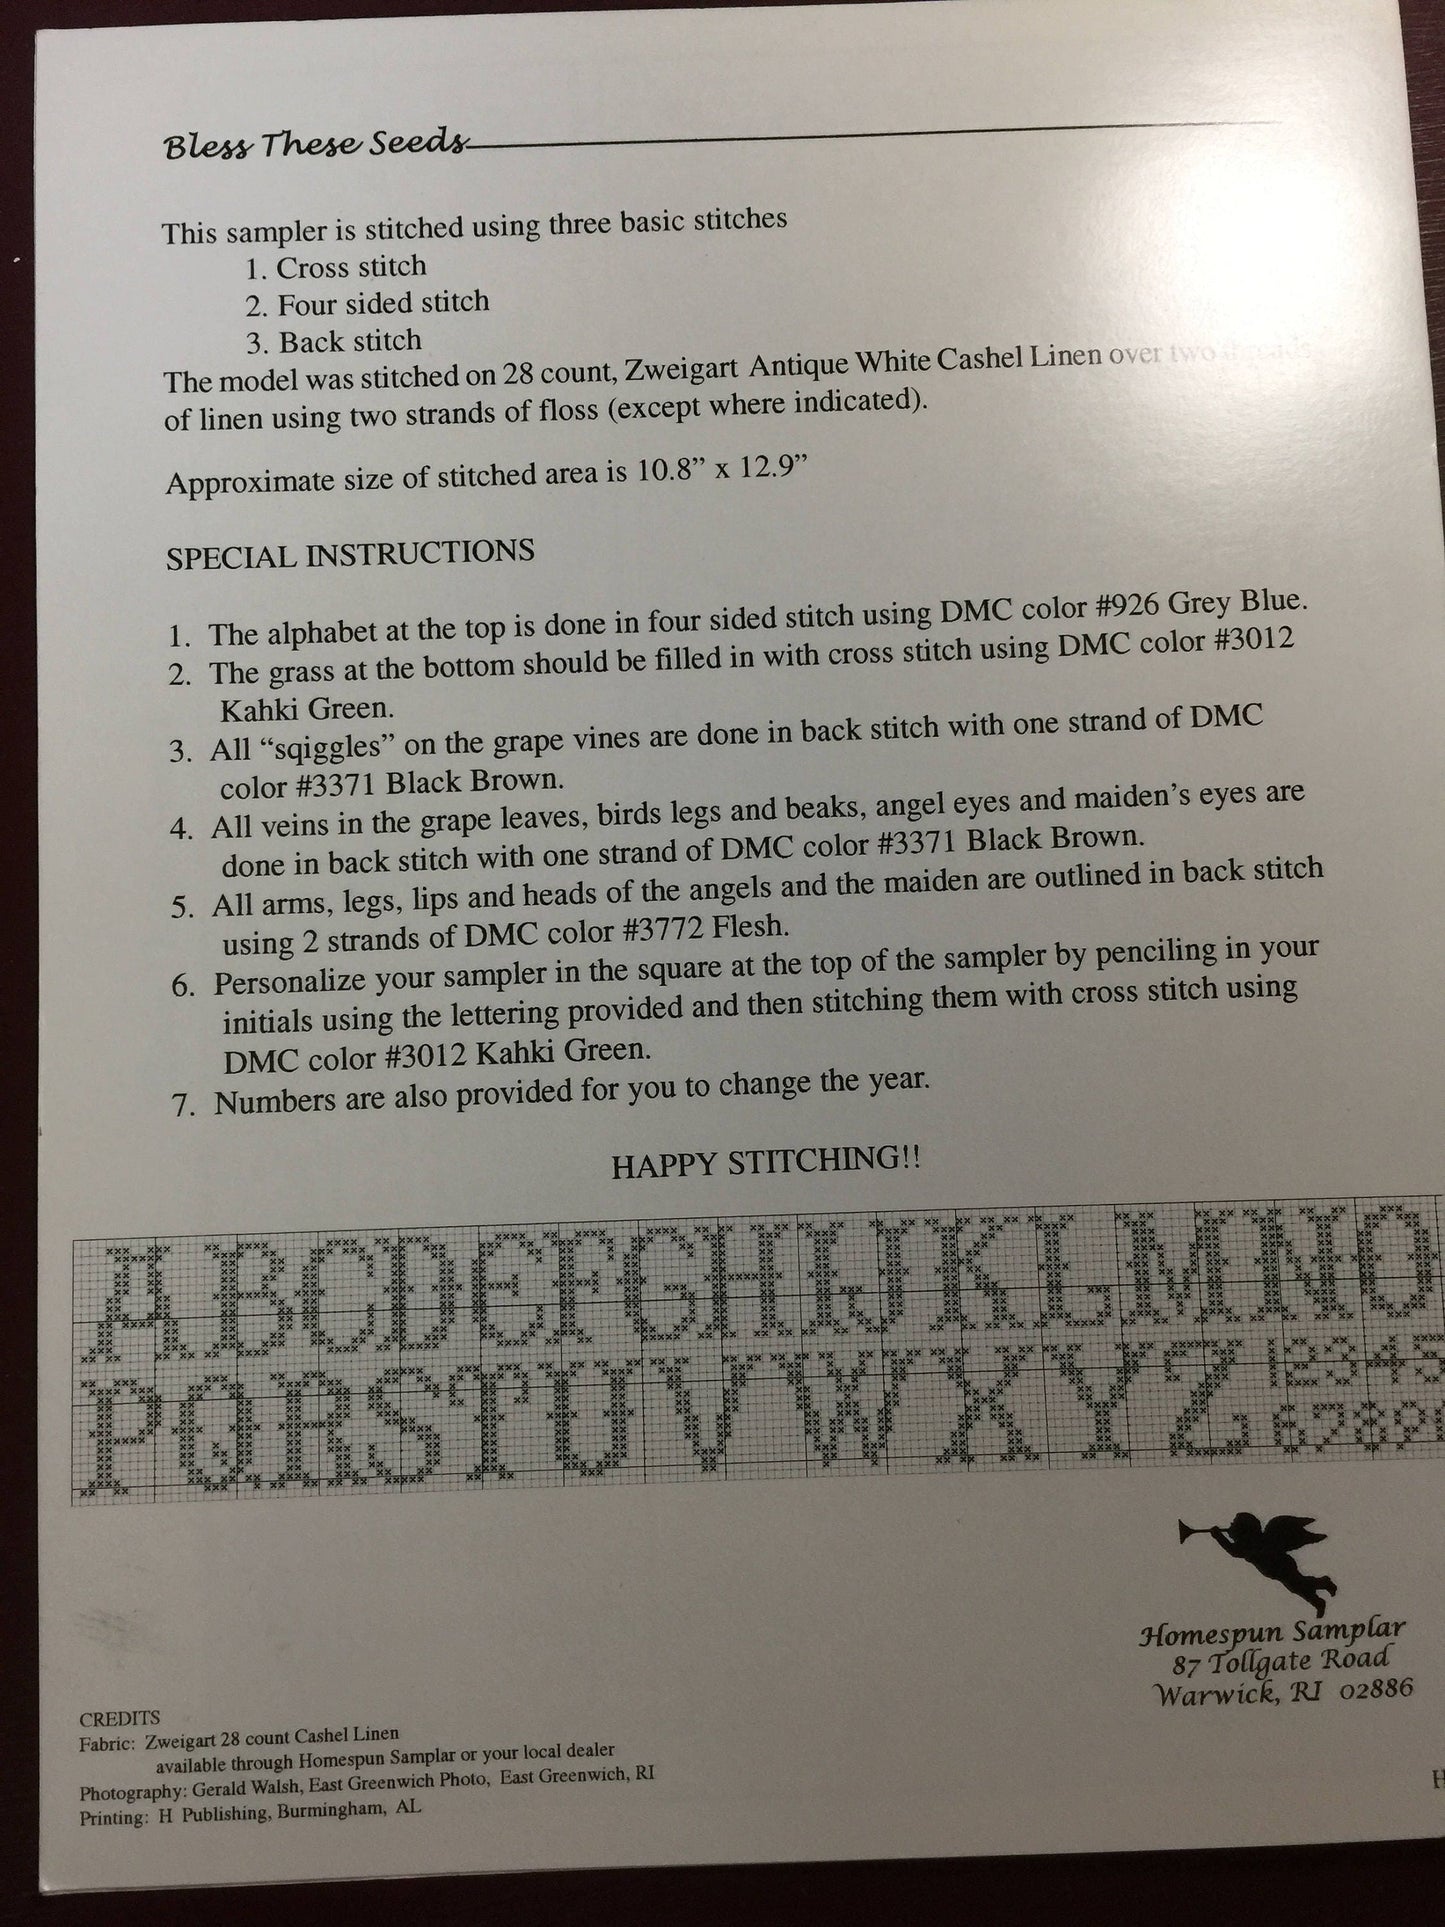 Bless These Seeds
This sampler is stitched using three basic stitches
1. Cross stitch
2. Four sided stitch
3. Back stitch
The model was stitched on 28 count, Zweigart Antique White Cashel Linen over two threads
of linen using two strands of floss (except where indicated).
Approximate size of stitched area is 10.8” x 12.9”
SPECIAL INSTRUCTIONS
1. The alphabet at the top is done in four sided stitch using DMC color #926 Grey Blue.
2. The grass at the bottom should be filled in with cross stitch using DMC color #3012
Kahki Green.
3. All “sqiggles” on the grape vines are done in back stitch with one strand of DMC
color #3371 Black Brown.
4. All veins in the grape leaves, birds legs and beaks, angel eyes and maiden’s eyes are
done in back stitch with one strand of DMC color #3371 Black Brown.
5. All arms, legs, lips and heads of the angels and the maiden are outlined in back stitch
using 2 strands of DMC color #3772 Flesh.
6. Personalize your sampler in the square at the top of the sampler by penciling in your
initials using the lettering provided and then stitching them with cross stitch using
DMC color #3012 Kahki Green.
7. Numbers are also provided for you to change the year.
HAPPY STITCHING!!
A B C D E F G H I J K L M N O
P Q R S T U V W X Y Z 1 2 3 4 5
6 7 8 9 0
Homespun Samplar
87 Tollgate Road
Warwick, RI 02886
CREDITS
Fabric: Zweigart 28 count Cashel Linen
available through Homespun Samplar or your local dealer
Photography: Gerald Walsh, East Greenwich Photo, East Greenwich, RI
Printing: H Publishing, Burmingham, AL
H